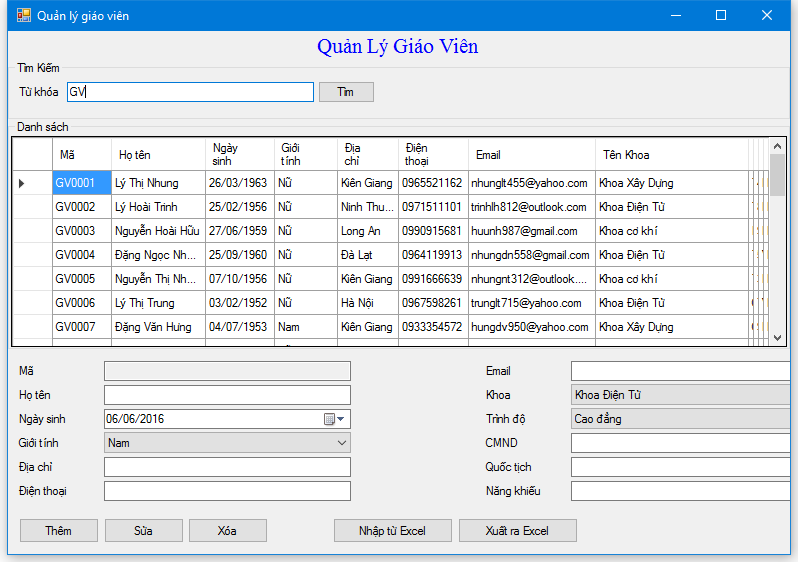 Quản lý giáo viên
Quản Lý Giáo Viên
Tìm Kiếm
Từ khóa GV Tìm
Danh sách
Mã Họ tên Ngày sinh Giới tính Địa chỉ Điện thoại Email Tên Khoa
GV0001 Lý Thị Nhung 26/03/1963 Nữ Kiên Giang 0965521162 nhunglt455@yahoo.com Khoa Xây Dựng
GV0002 Lý Hoài Trinh 25/02/1956 Nữ Ninh Thu... 0971511101 trinhlh812@outlook.com Khoa Điện Tử
GV0003 Nguyễn Hoài Hữu 27/06/1959 Nữ Long An 0990915681 huunh987@gmail.com Khoa cơ khí
GV0004 Đặng Ngọc Nh... 25/09/1960 Nữ Đà Lạt 0964119913 nhungdn558@gmail.com Khoa Điện Tử
GV0005 Nguyễn Thị Nh... 07/10/1956 Nữ Kiên Giang 0991666639 nhungnt312@outlook.... Khoa cơ khí
GV0006 Lý Thị Trung 03/02/1952 Nữ Hà Nội 0967598261 trunglt715@yahoo.com Khoa Điện Tử
GV0007 Đặng Văn Hưng 04/07/1953 Nam Kiên Giang 0933354572 hungdv950@yahoo.com Khoa Xây Dựng
Mã Email
Họ tên Khoa Khoa Điện Tử
Ngày sinh 06/06/2016 Trình độ Cao đẳng
Giới tính Nam CMND
Địa chỉ Quốc tịch
Điện thoại Năng khiếu
Thêm Sửa Xóa Nhập từ Excel Xuất ra Excel